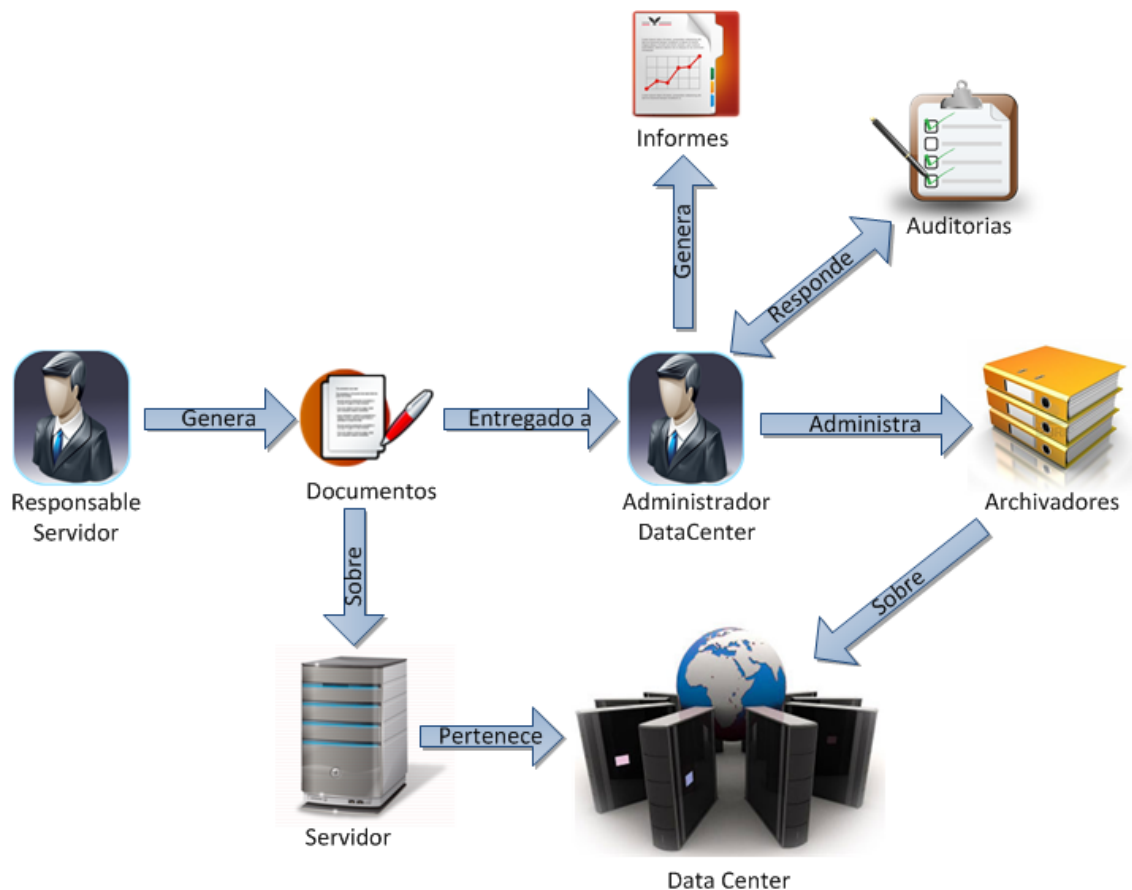 Informes
Auditorias
Genera
Responde
Responsable
Servidor
Genera
Documentos
Entregado a
Administrador
DataCenter
Administra
Archivadores
Sobre
Sobre
Servidor
Pertenece
Data Center